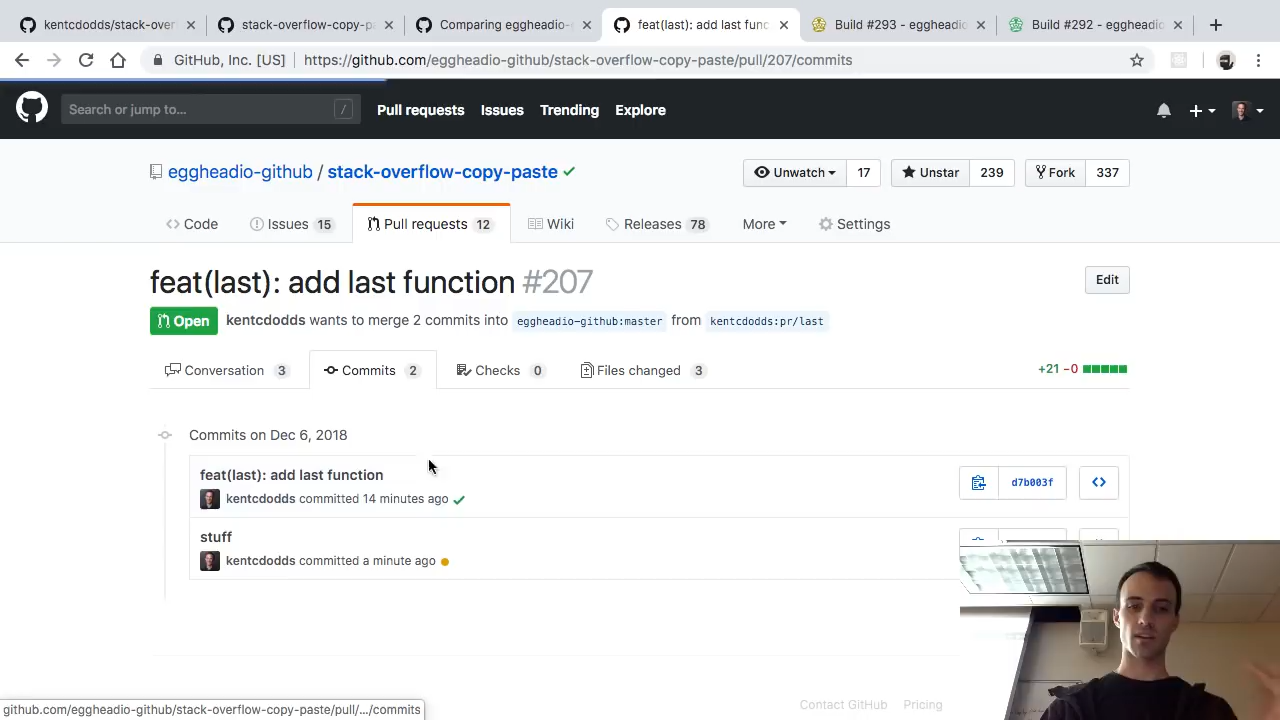 kentcdodds/stack-over
stack-overflow-copy-pa
Comparing eggheadio-
feat(last): add last func
Build #293 - eggheadio
Build #292 - eggheadio
GitHub, Inc. [US]
https://github.com/eggheadio-github/stack-overflow-copy-paste/pull/207/commits
Search or jump to...
/
Pull requests
Issues
Trending
Explore
eggheadio-github / stack-overflow-copy-paste
Unwatch
17
Unstar
239
Fork
337
Code
Issues 15
Pull requests 12
Wiki
Releases 78
More
Settings
feat(last): add last function #207
Edit
Open
kentcdodds wants to merge 2 commits into eggheadio-github:master from kentcdodds:pr/last
Conversation 3
Commits 2
Checks 0
Files changed 3
+21 −0
Commits on Dec 6, 2018
feat(last): add last function
kentcdodds committed 14 minutes ago
d7b003f
stuff
kentcdodds committed a minute ago
Contact GitHub
Pricing
github.com/eggheadio-github/stack-overflow-copy-paste/pull/.../commits